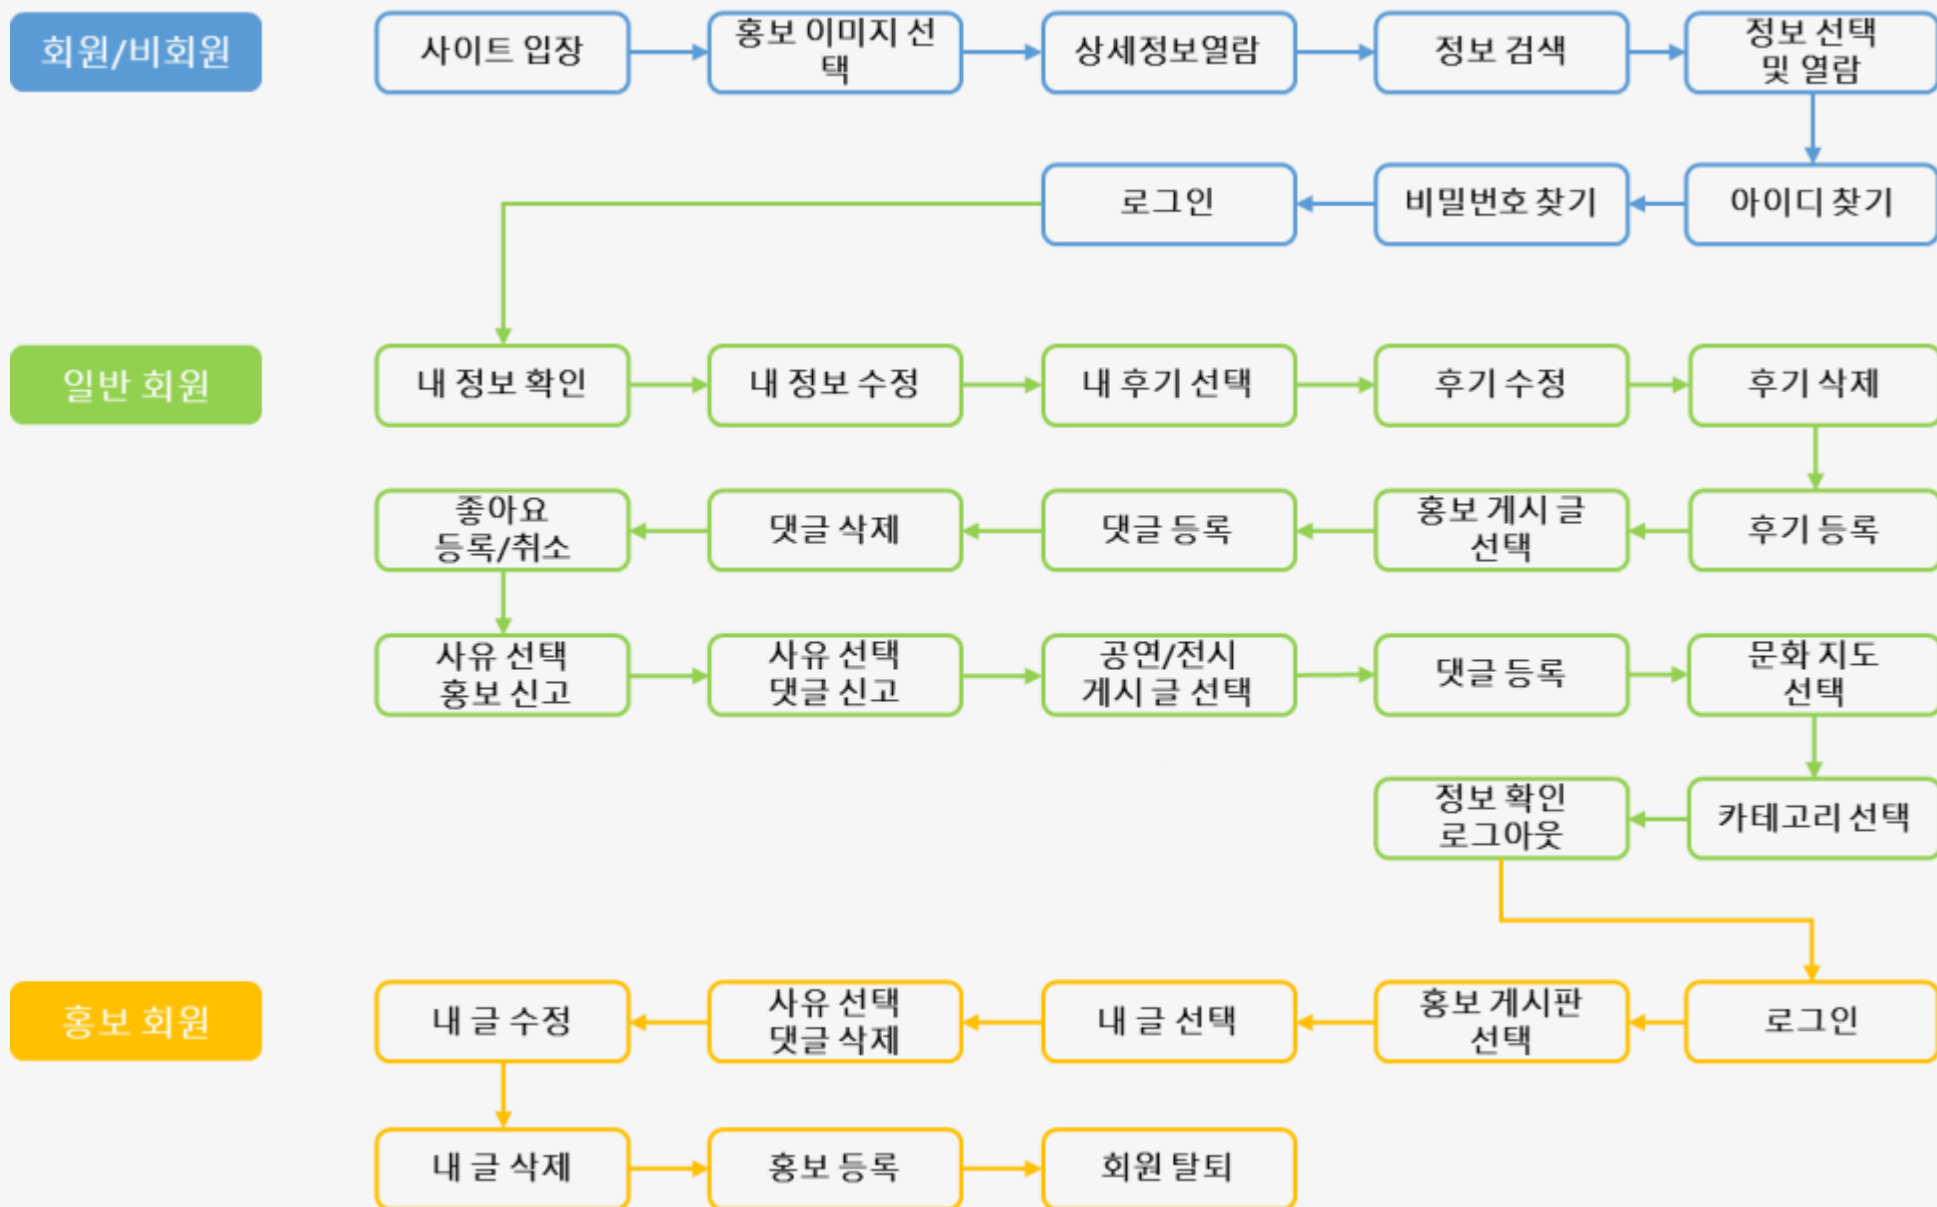 회원/비회원
사이트 입장
홍보 이미지 선
택
상세정보열람
정보 검색
정보 선택
및 열람
로그인
비밀번호 찾기
아이디 찾기
일반 회원
내 정보 확인
내 정보 수정
내 후기 선택
후기 수정
후기 삭제
좋아요
등록/취소
댓글 삭제
댓글 등록
홍보 게시 글
선택
후기 등록
사유 선택
홍보 신고
사유 선택
댓글 신고
공연/전시
게시 글 선택
댓글 등록
문화 지도
선택
정보 확인
로그아웃
카테고리 선택
홍보 회원
내 글 수정
사유 선택
댓글 삭제
내 글 선택
홍보 게시판
선택
로그인
내 글 삭제
홍보 등록
회원 탈퇴